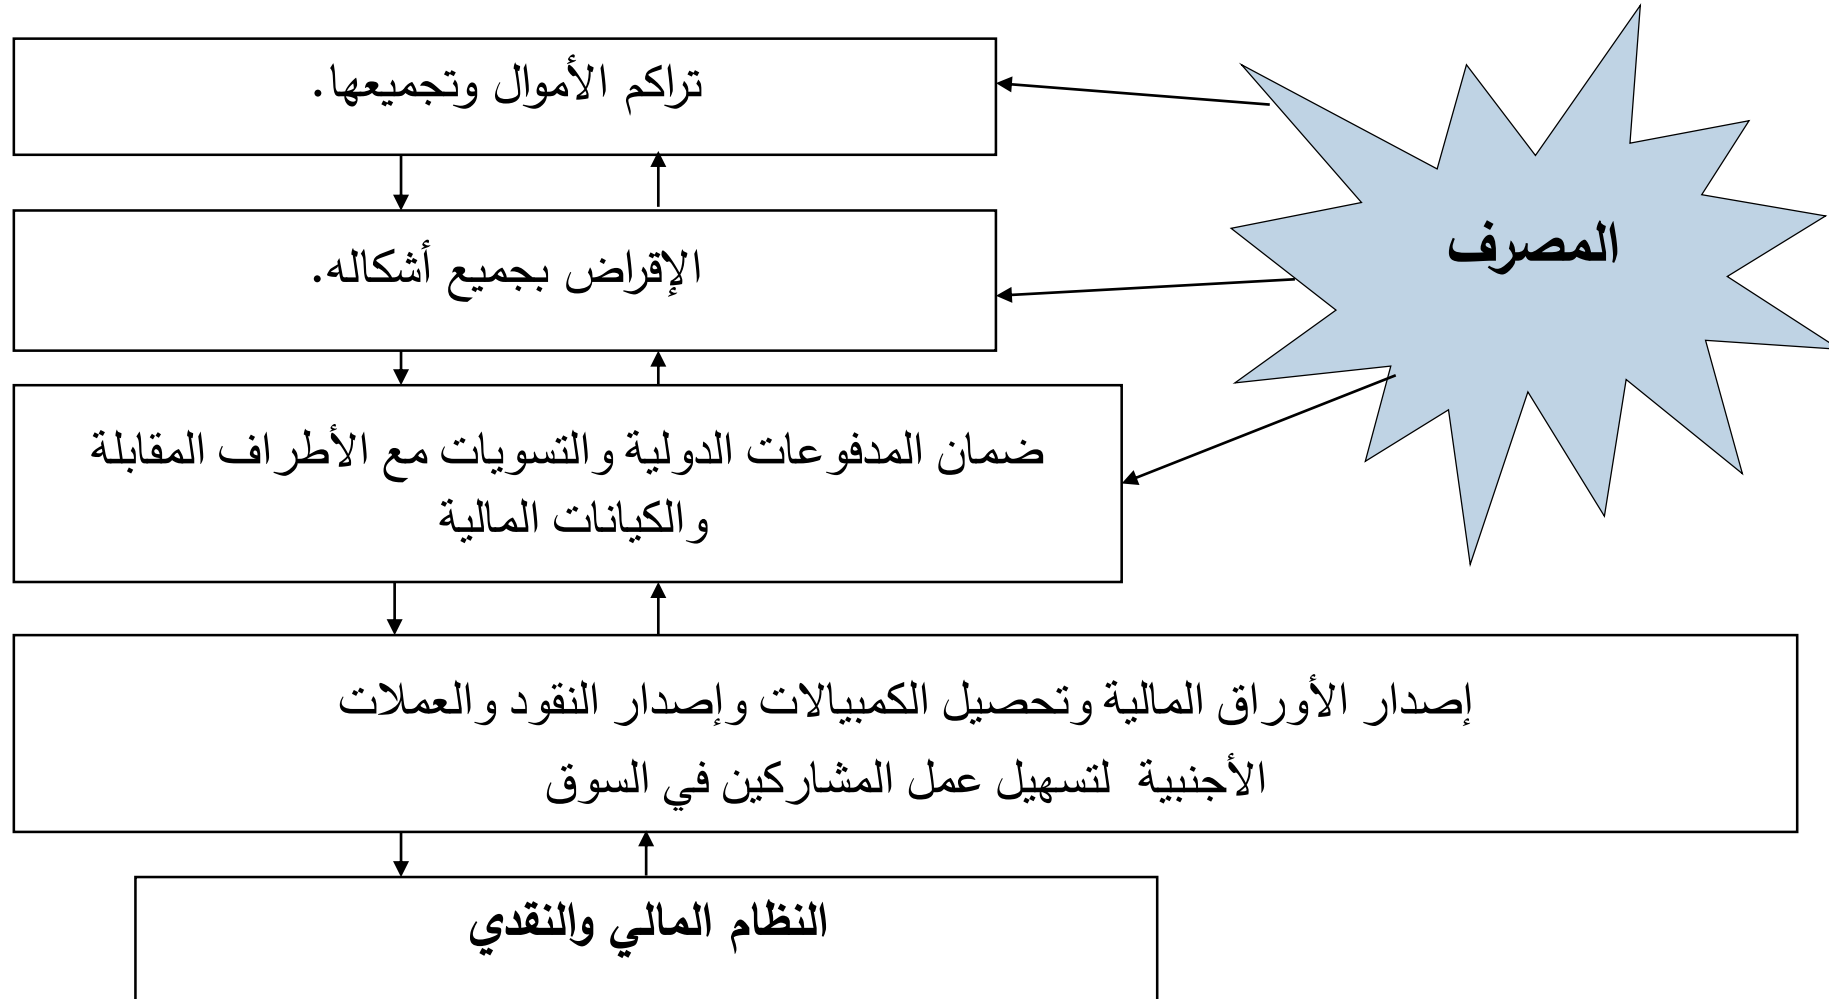 تراكم الأموال وتجميعها.
المصرف
الإقراض بجميع أشكاله.
ضمان المدفوعات الدولية والتسويات مع الأطراف المقابلة
والكيانات المالية
إصدار الأوراق المالية وتحصيل الكمبيالات وإصدار النقود والعملات
الأجنبية لتسهيل عمل المشاركين في السوق
النظام المالي والنقدي